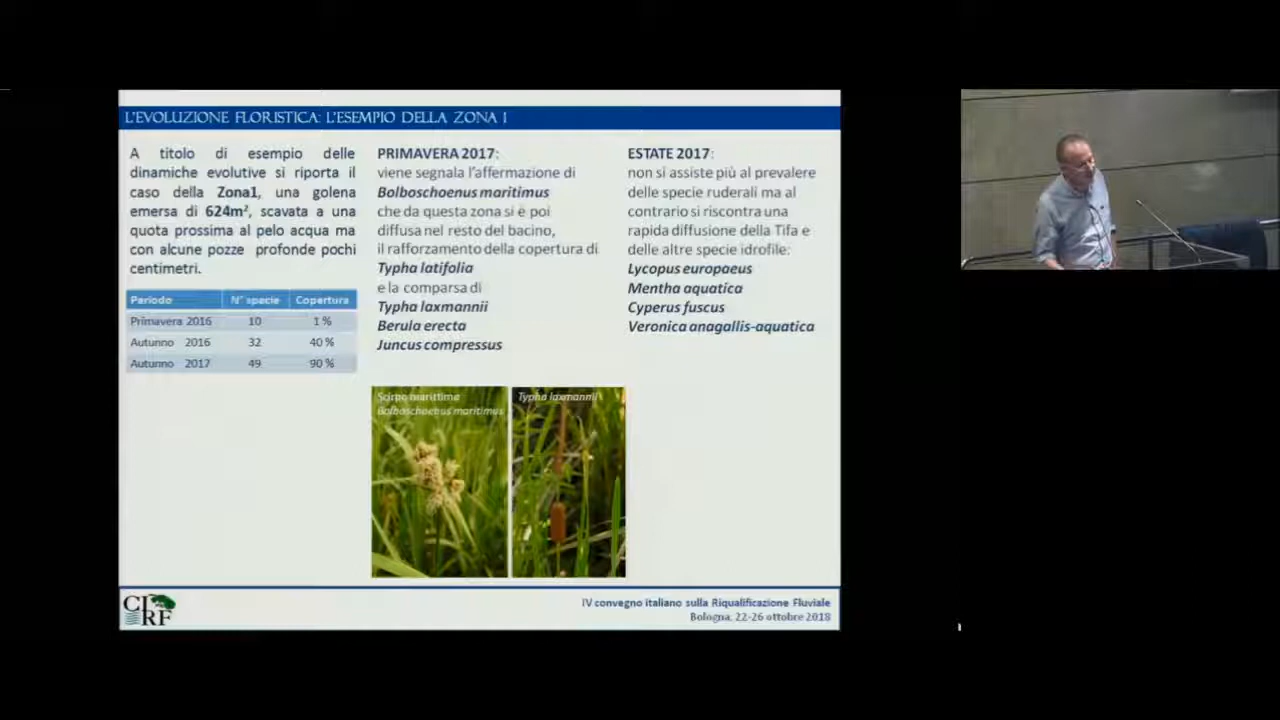 L'EVOLUZIONE FLORISTICA: L'ESEMPIO DELLA ZONA 1
A titolo di esempio delle
dinamiche evolutive si riporta il
caso della Zona1, una golena
emersa di 624m², scavata a una
quota prossima al pelo acqua ma
con alcune pozze profonde pochi
centimetri.
Periodo N° specie Copertura
Primavera 2016 10 1 %
Autunno 2016 32 40 %
Autunno 2017 49 90 %
PRIMAVERA 2017:
viene segnala l'affermazione di
Bolboschoenus maritimus
che da questa zona si è poi
diffusa nel resto del bacino,
il rafforzamento della copertura di
Typha latifolia
e la comparsa di
Typha laxmannii
Berula erecta
Juncus compressus
ESTATE 2017:
non si assiste più al prevalere
delle specie ruderali ma al
contrario si riscontra una
rapida diffusione della Tifa e
delle altre specie idrofile:
Lycopus europaeus
Mentha aquatica
Cyperus fuscus
Veronica anagallis-aquatica
Scirpo marittimo
Bolboschoenus maritimus
Typha laxmannii
CIRF
IV convegno italiano sulla Riqualificazione Fluviale
Bologna, 22-26 ottobre 2018